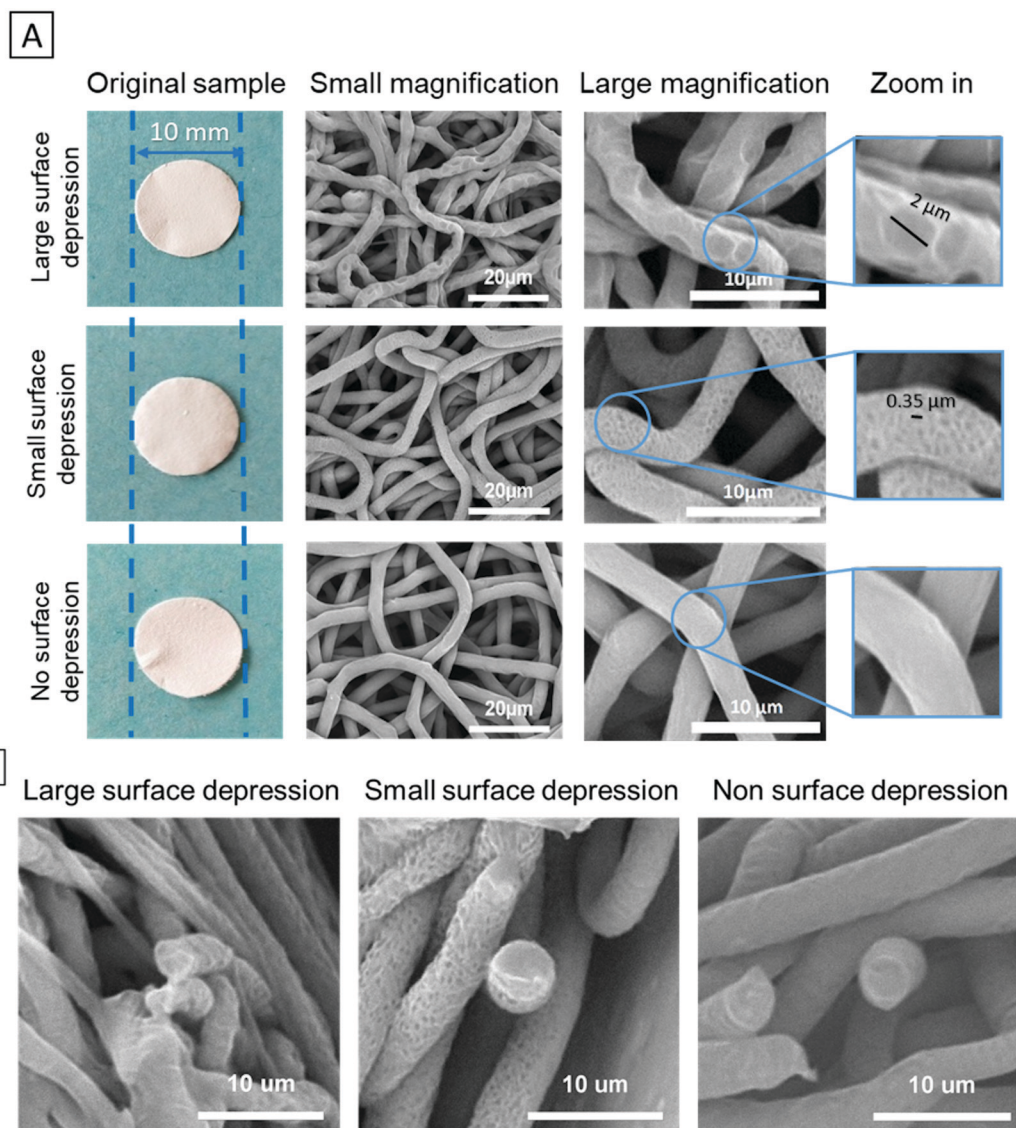 A
Original sample
Small magnification
Large magnification
Zoom in
Large surface
depression
10 mm
20µm
10µm
2 µm
Small surface
depression
20µm
10µm
0.35 µm
No surface
depression
20µm
10 µm
Large surface depression
Small surface depression
Non surface depression
10 um
10 um
10 um